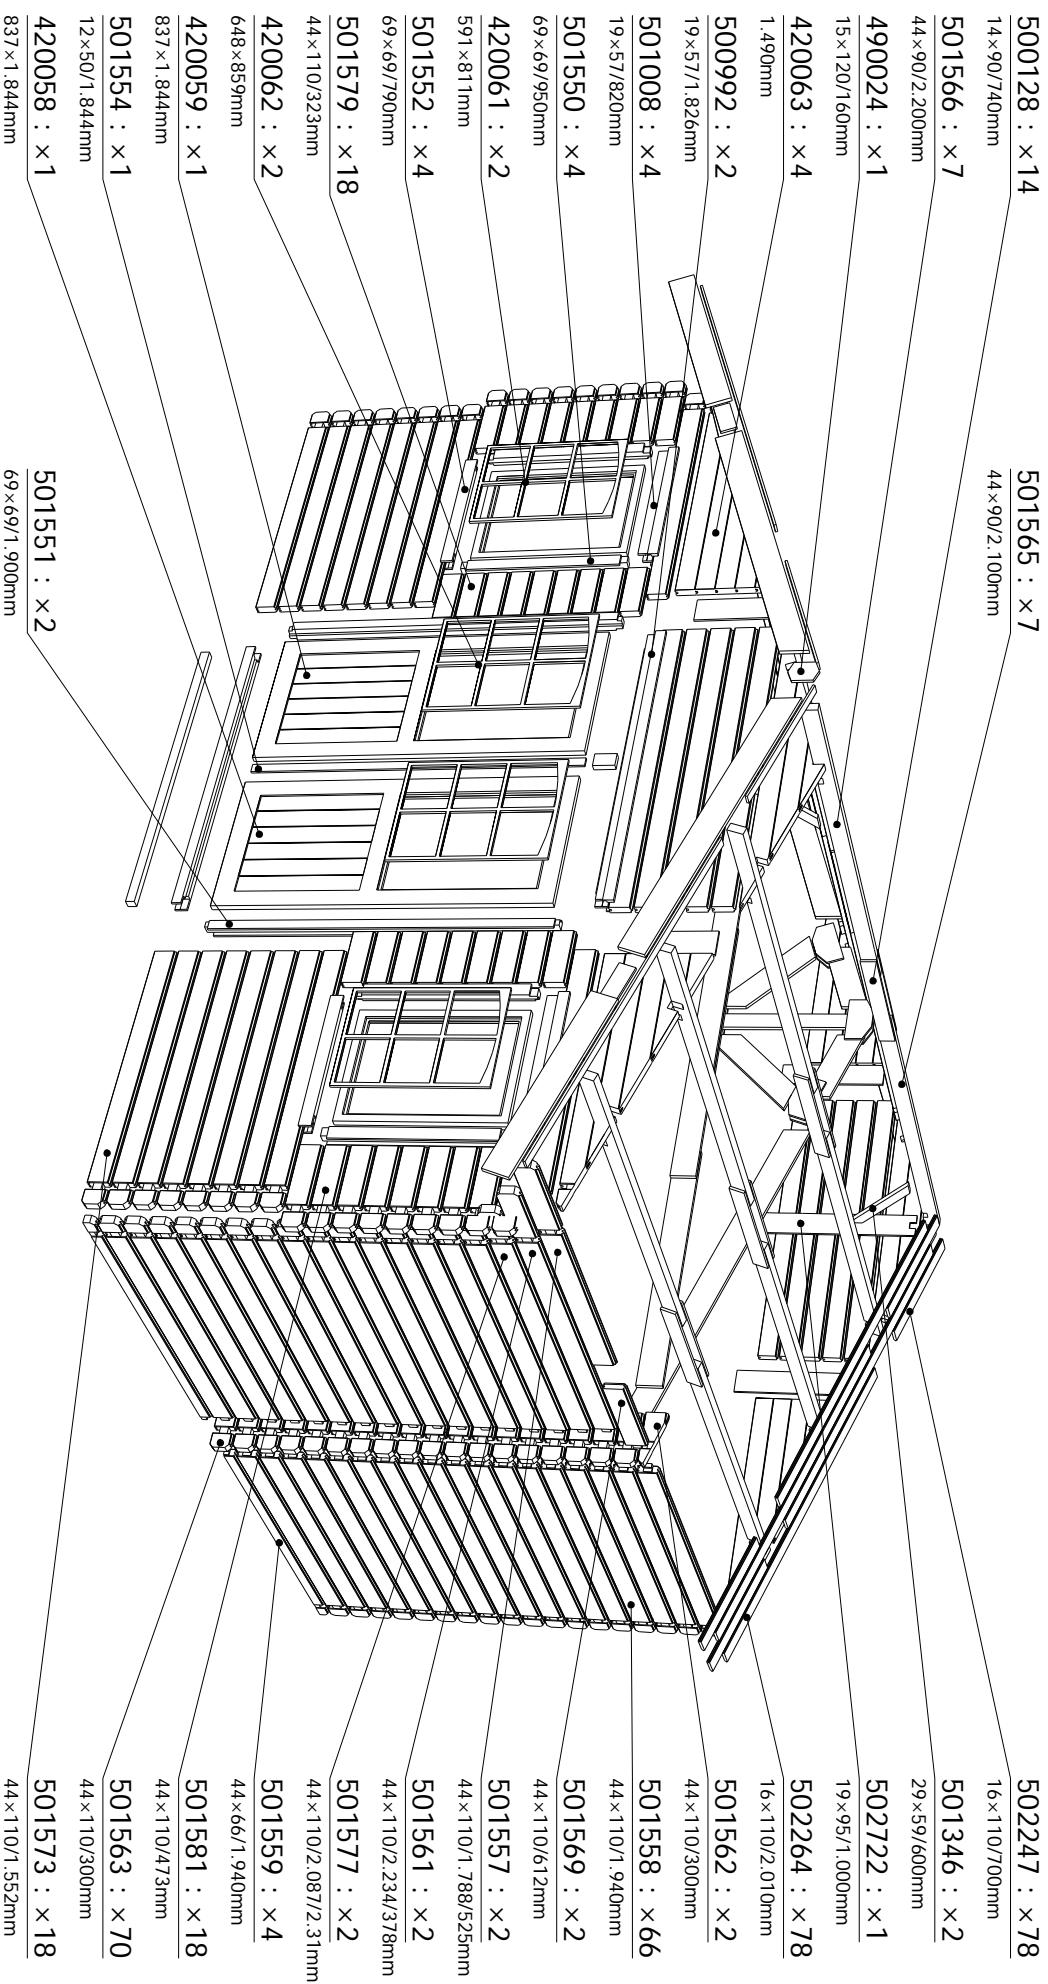 500128 : ×14
14×90/740mm
501566 : ×7
44×90/2.200mm
490024 : ×1
15×120/160mm
420063 : ×4
1.490mm
500992 : ×2
19×57/1.826mm
501008 : ×4
19×57/820mm
501550 : ×4
69×69/950mm
420061 : ×2
591×811mm
501552 : ×4
69×69/790mm
501579 : ×18
44×110/323mm
420062 : ×2
648×859mm
420059 : ×1
837×1.844mm
501554 : ×1
12×50/1.844mm
420058 : ×1
837×1.844mm
501565 : ×7
44×90/2.100mm
501551 : ×2
69×69/1.900mm
502247 : ×78
16×110/700mm
501346 : ×2
29×59/600mm
502722 : ×1
19×95/1.000mm
502264 : ×78
16×110/2.010mm
501562 : ×2
44×110/300mm
501558 : ×66
44×110/1.940mm
501569 : ×2
44×110/612mm
501557 : ×2
44×110/1.788/525mm
501561 : ×2
44×110/2.234/378mm
501577 : ×2
44×110/2.087/2.31mm
501559 : ×4
44×66/1.940mm
501581 : ×18
44×110/473mm
501563 : ×70
44×110/300mm
501573 : ×18
44×110/1.552mm